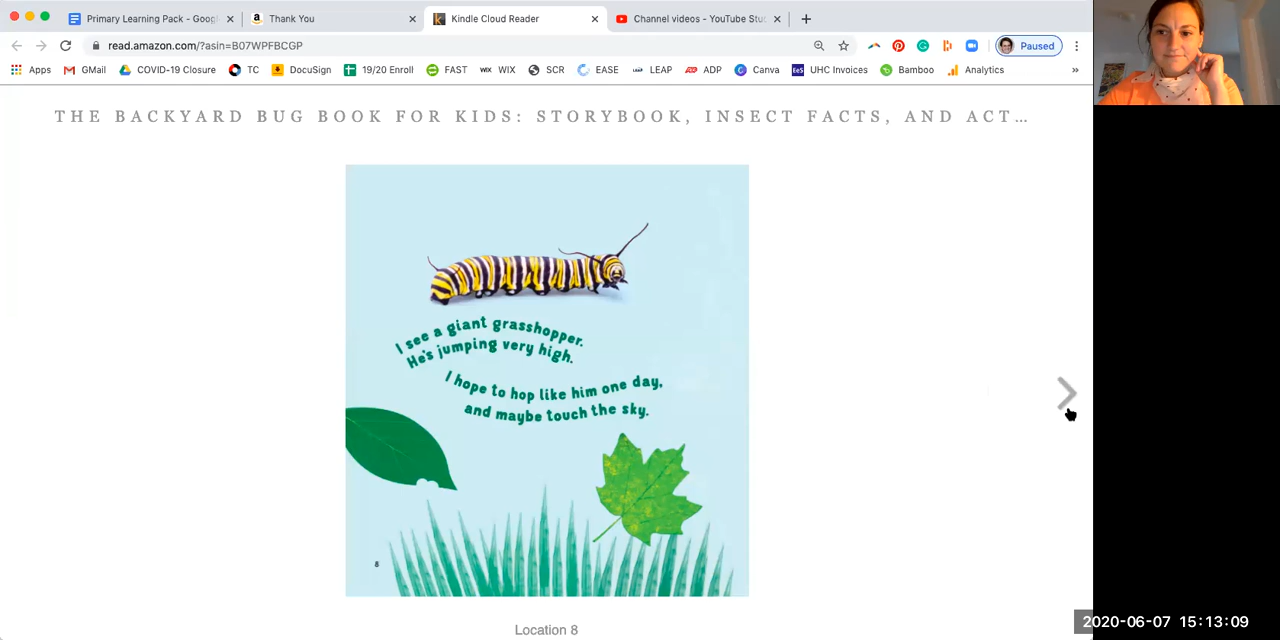 Primary Learning Pack - Googl
Thank You
Kindle Cloud Reader
Channel videos - YouTube Stu
read.amazon.com/?asin=B07WPFBCGP
Paused
Apps
GMail
COVID-19 Closure
TC
DocuSign
19/20 Enroll
FAST
WIX WIX
SCR
EASE
LEAP
ADP ADP
Canva
EeS UHC Invoices
Bamboo
Analytics
»
THE BACKYARD BUG BOOK FOR KIDS: STORYBOOK, INSECT FACTS, AND ACT...
I see a giant grasshopper.
He's jumping very high.
I hope to hop like him one day,
and maybe touch the sky.
8
Location 8
2020-06-07 15:13:09